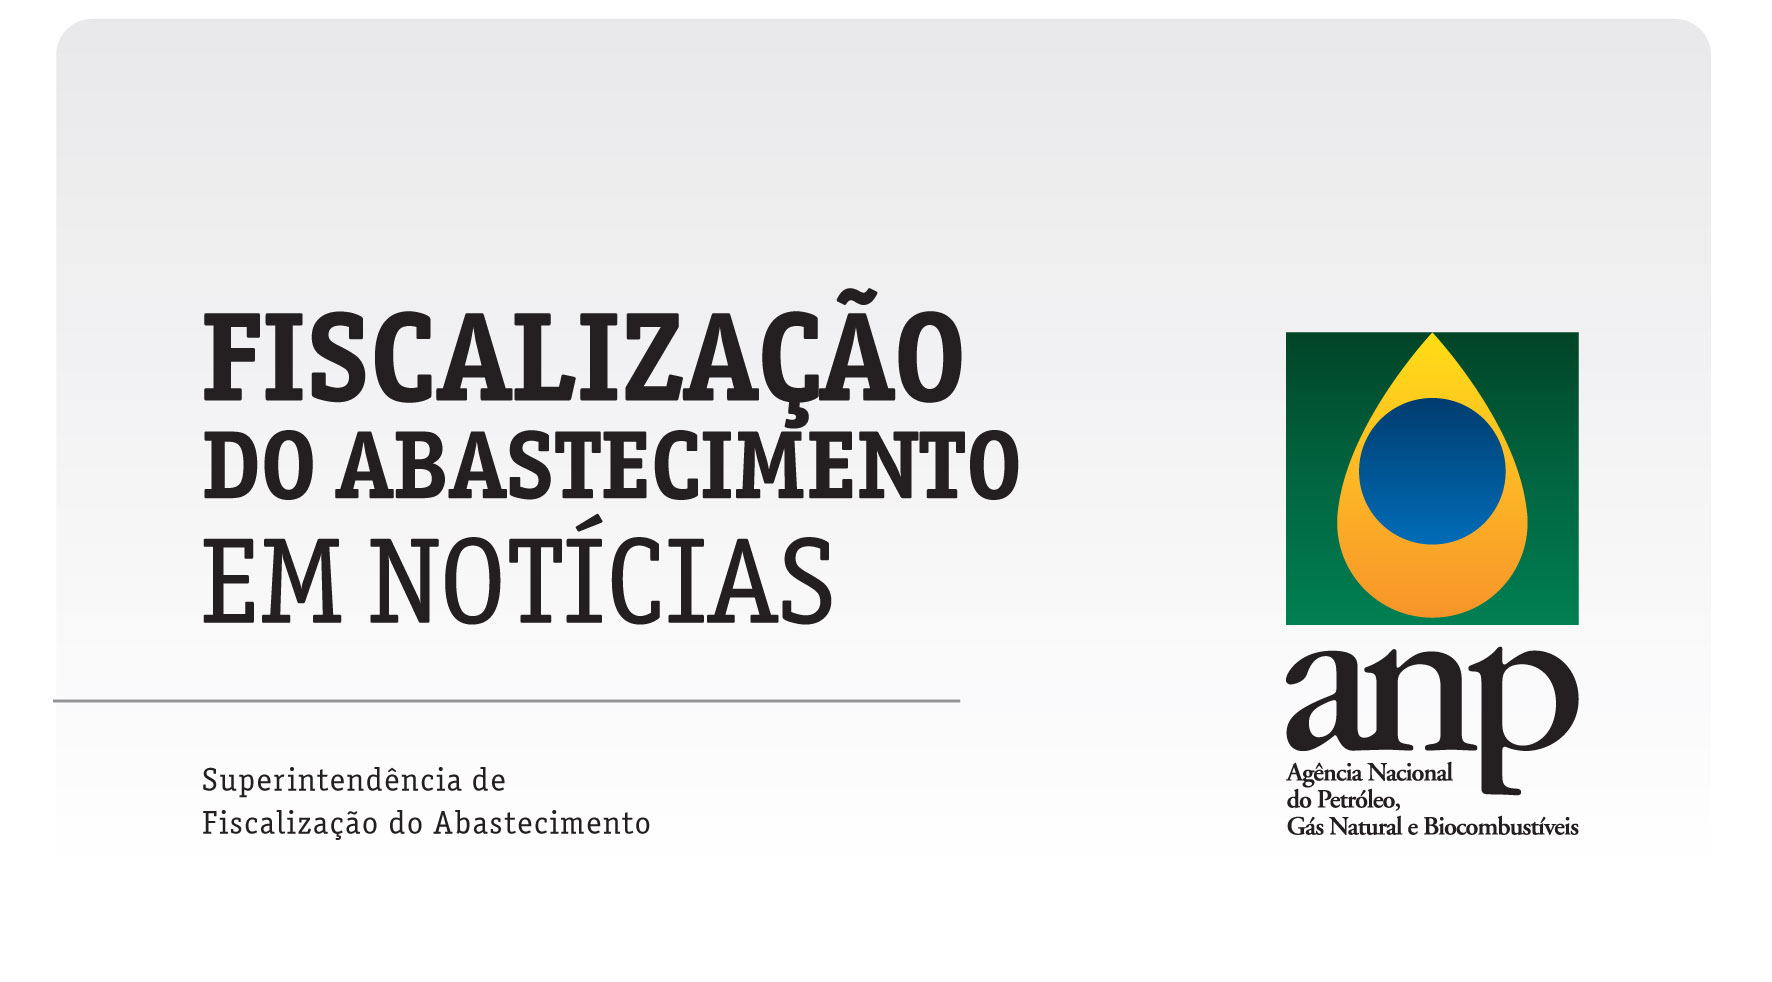 FISCALIZAÇÃO
DO ABASTECIMENTO
EM NOTÍCIAS
Superintendência de
Fiscalização do Abastecimento
anp
Agência Nacional
do Petróleo,
Gás Natural e Biocombustíveis